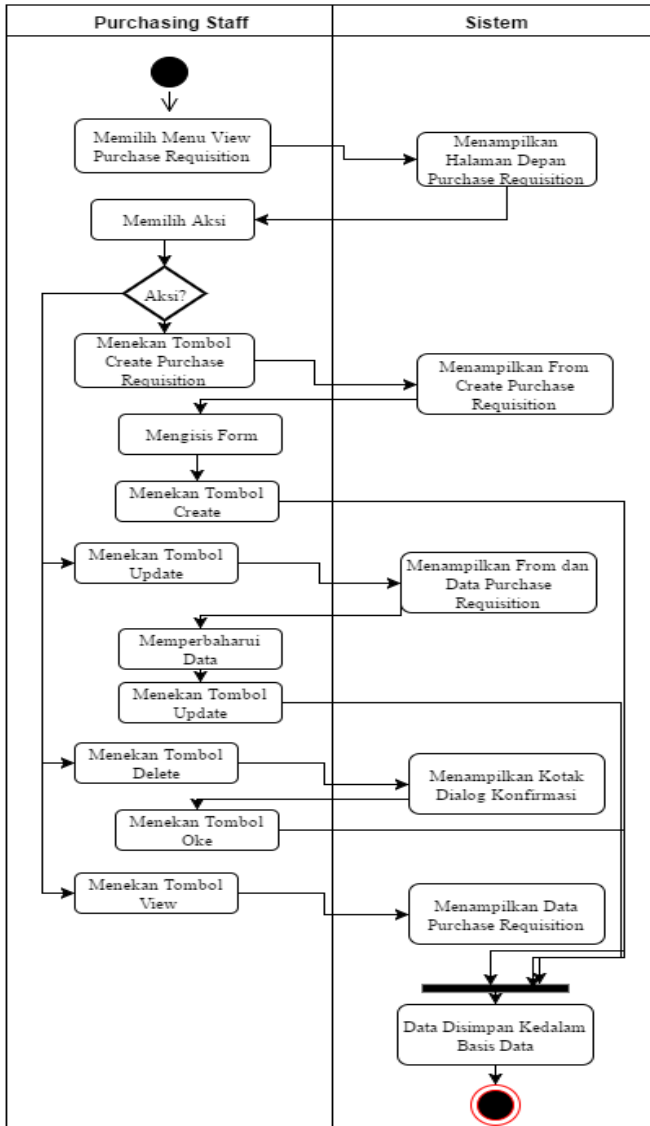 Purchasing Staff
Sistem
Memilih Menu View
Purchase Requisition
Menampilkan
Halaman Depan
Purchase Requisition
Memilih Aksi
Aksi?
Menekan Tombol
Create Purchase
Requisition
Menampilkan From
Create Purchase
Requisition
Mengisis Form
Menekan Tombol
Create
Menekan Tombol
Update
Menampilkan From dan
Data Purchase
Requisition
Memperbaharui
Data
Menekan Tombol
Update
Menekan Tombol
Delete
Menampilkan Kotak
Dialog Konfirmasi
Menekan Tombol
Oke
Menekan Tombol
View
Menampilkan Data
Purchase Requisition
Data Disimpan Kedalam
Basis Data